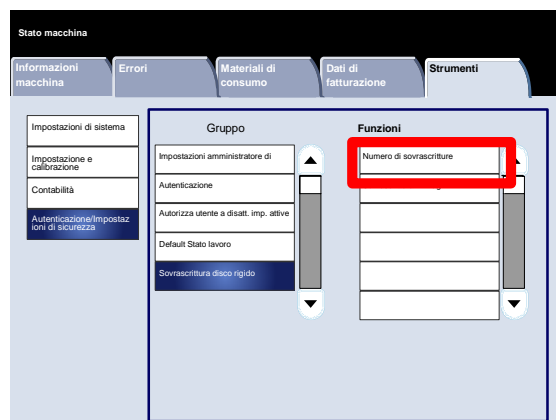 Stato macchina
Informazioni
macchina
Errori
Materiali di
consumo
Dati di
fatturazione
Strumenti
Impostazioni di sistema
Impostazione e
calibrazione
Contabilità
Autenticazione/Impostaz
ioni di sicurezza
Gruppo
Impostazioni amministratore di
Autenticazione
Autorizza utente a disatt. imp. attive
Default Stato lavoro
Sovrascrittura disco rigido
Funzioni
Numero di sovrascritture